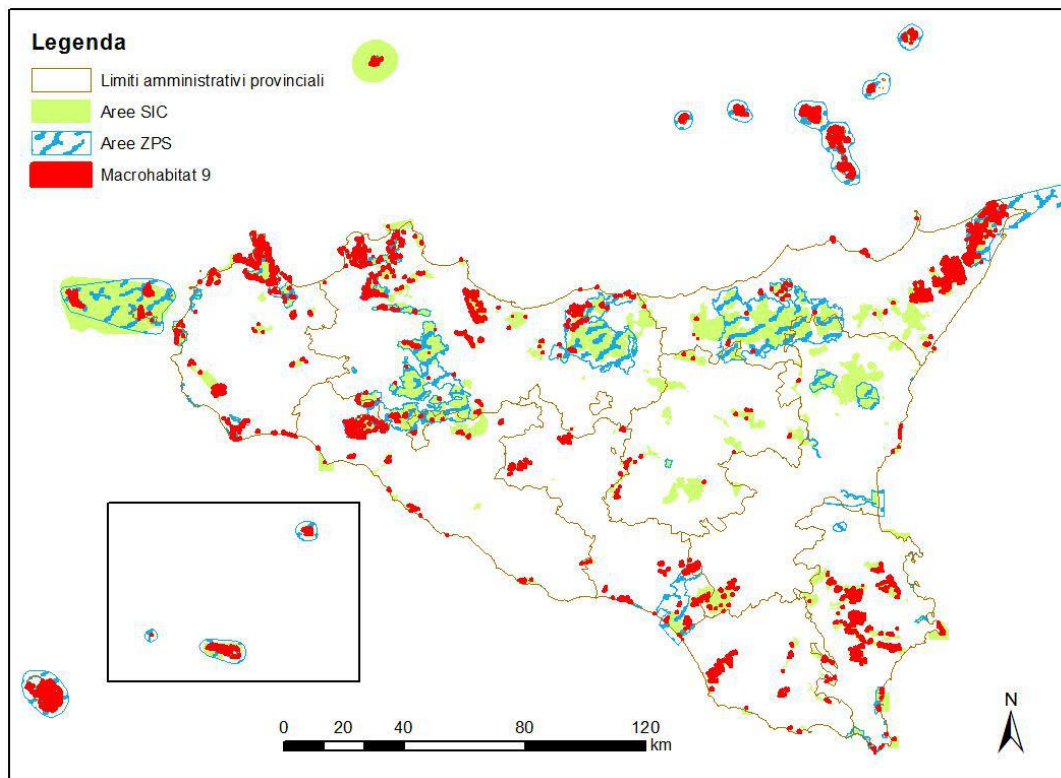 Legenda
Limiti amministrativi provinciali
Aree SIC
Aree ZPS
Macrohabitat 9
N
0 20 40 80 120
km